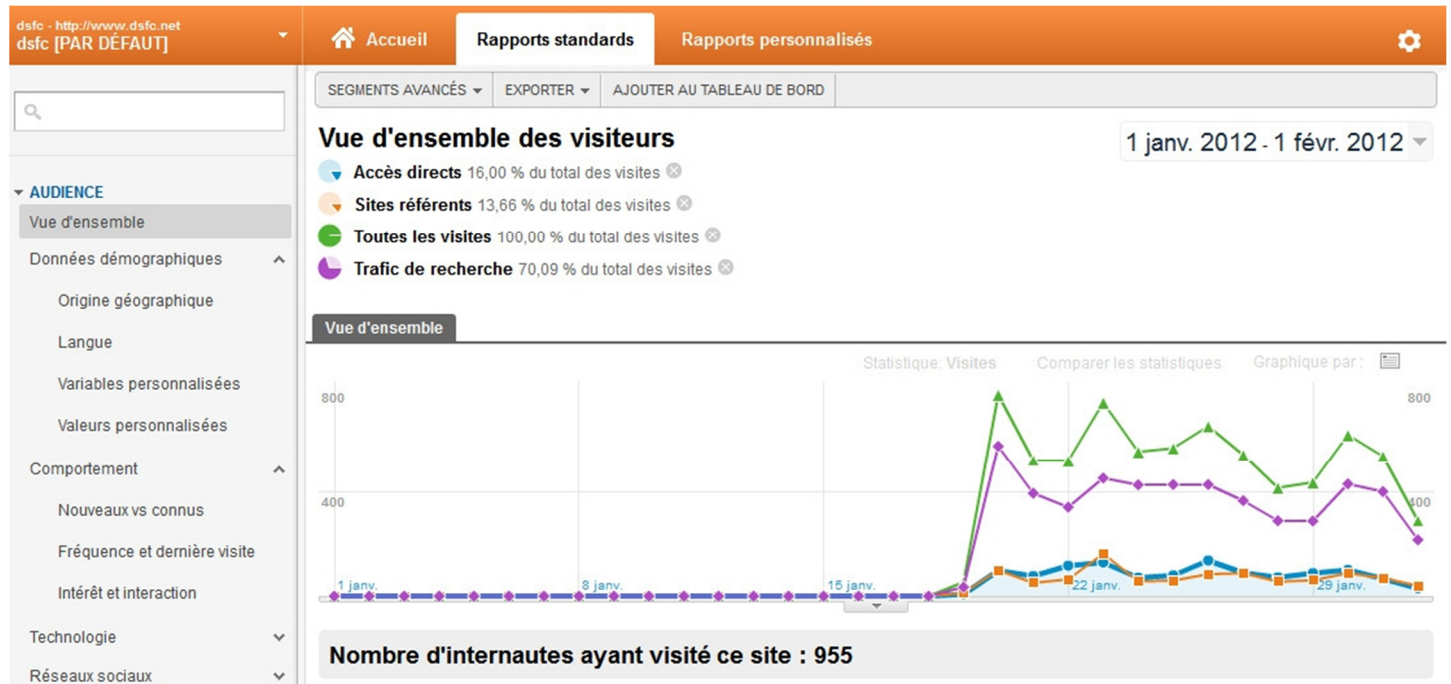 dsfc - http://www.dsfc.net
dsfc [PAR DÉFAUT]
Accueil
Rapports standards
Rapports personnalisés
SEGMENTS AVANCÉS
EXPORTER
AJOUTER AU TABLEAU DE BORD
Vue d'ensemble des visiteurs
1 janv. 2012 - 1 févr. 2012
Accès directs 16,00 % du total des visites
Sites référents 13,66 % du total des visites
Toutes les visites 100,00 % du total des visites
Trafic de recherche 70,09 % du total des visites
AUDIENCE
Vue d'ensemble
Données démographiques
Origine géographique
Langue
Variables personnalisées
Valeurs personnalisées
Comportement
Nouveaux vs connus
Fréquence et dernière visite
Intérêt et interaction
Technologie
Réseaux sociaux
Vue d'ensemble
Statistique: Visites
Comparer les statistiques
Graphique par :
800
800
400
400
1 janv.
8 janv.
15 janv.
22 janv.
29 janv.
Nombre d'internautes ayant visité ce site : 955